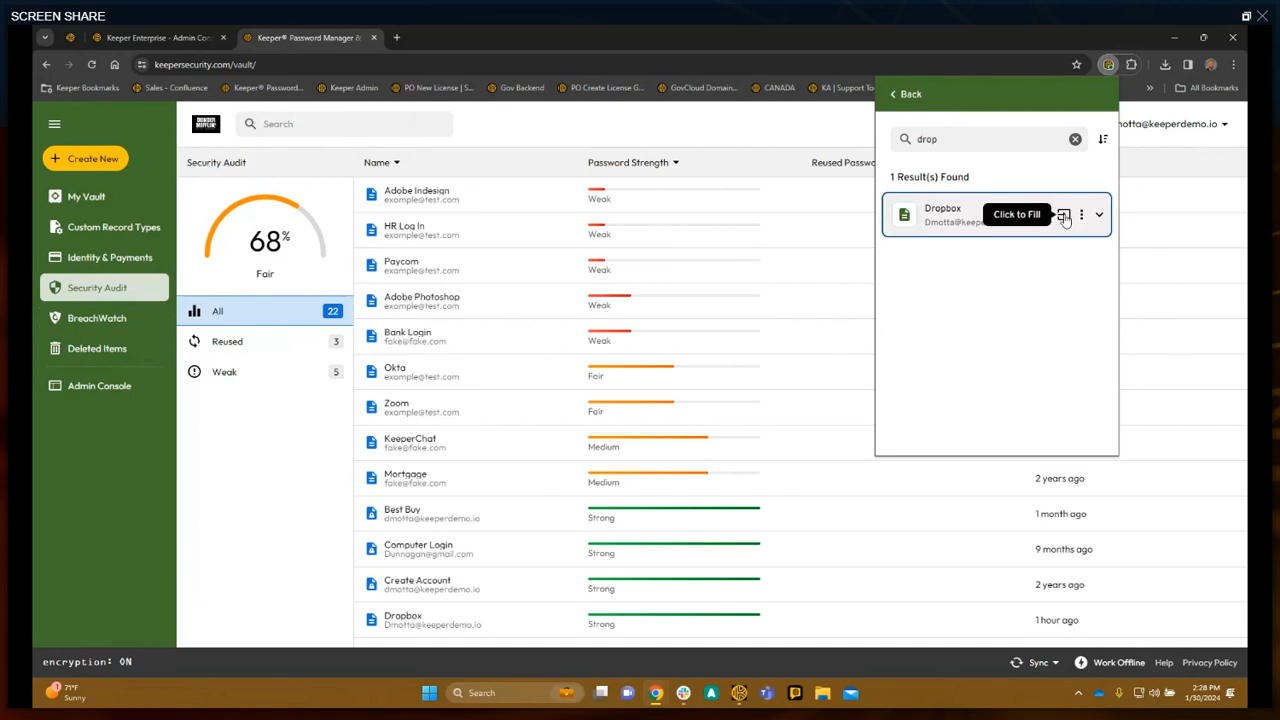 SCREEN SHARE
Keeper Enterprise - Admin Con
Keeper® Password Manager &
keepersecurity.com/vault/
Keeper Bookmarks
Sales - Confluence
Keeper® Password...
Keeper Admin
PO New License | S...
Gov Backend
PO Create License G...
GovCloud Domain...
CANADA
KA | Support To
All Bookmarks
DUNDER
MIFFLIN
Search
motta@keeperdemo.io
Back
drop
1 Result(s) Found
Dropbox
Dmotta@keep
Click to Fill
Create New
My Vault
Custom Record Types
Identity & Payments
Security Audit
BreachWatch
Deleted Items
Admin Console
Security Audit
68%
Fair
All 22
Reused 3
Weak 5
Name
Password Strength
Reused Passw
Adobe Indesign
example@test.com
Weak
HR Log In
example@test.com
Weak
Paycom
example@test.com
Weak
Adobe Photoshop
example@test.com
Weak
Bank Login
fake@fake.com
Weak
Okta
example@test.com
Fair
Zoom
example@test.com
Fair
KeeperChat
fake@fake.com
Medium
Mortgage
fake@fake.com
Medium
2 years ago
Best Buy
dmotta@keeperdemo.io
Strong
1 month ago
Computer Login
Dunnagan@gmail.com
Strong
9 months ago
Create Account
dmotta@keeperdemo.io
Strong
2 years ago
Dropbox
Dmotta@keeperdemo.io
Strong
1 hour ago
encryption: ON
Sync
Work Offline
Help
Privacy Policy
1
71°F
Sunny
Search
2:28 PM
1/30/2024